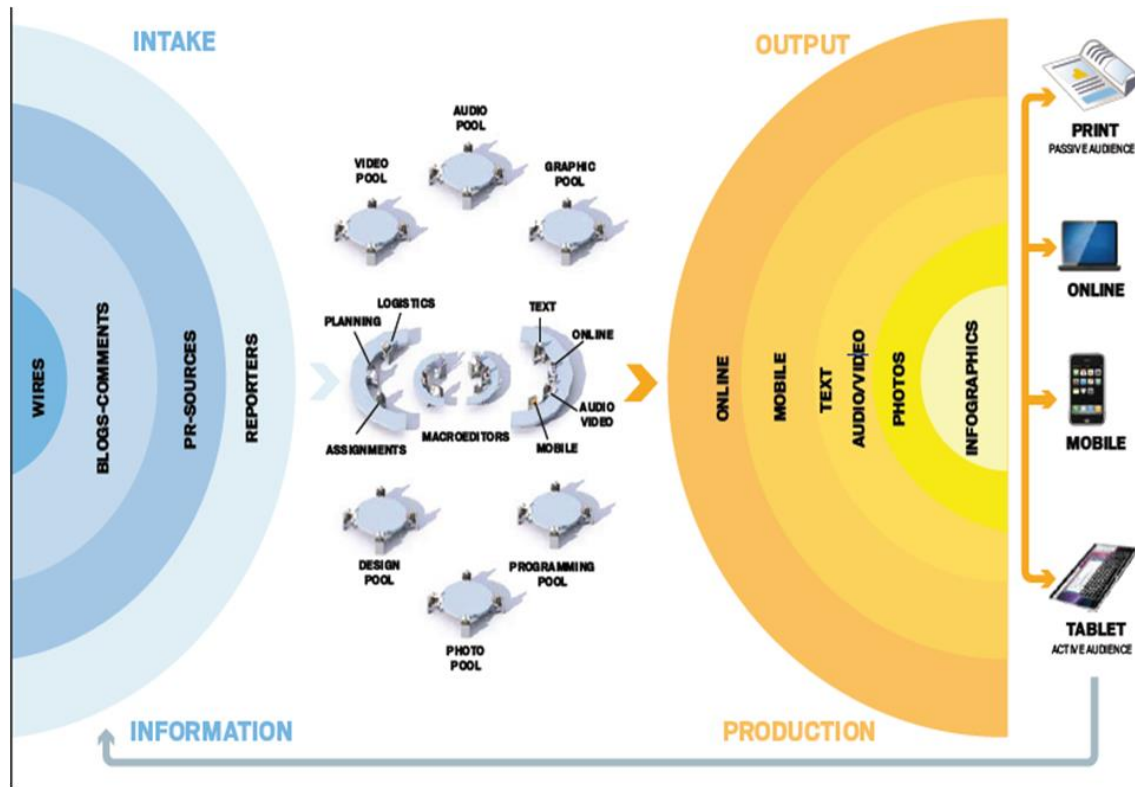 INTAKE
OUTPUT
AUDIO
POOL
VIDEO
POOL
GRAPHIC
POOL
PRINT
PASSIVE AUDIENCE
ONLINE
LOGISTICS
PLANNING
TEXT
ONLINE
WIRES
BLOGS-COMMENTS
PR-SOURCES
REPORTERS
ASSIGNMENTS
MACROEDITORS
AUDIO
VIDEO
MOBILE
ONLINE
MOBILE
TEXT
AUDIO/VIDEO
PHOTOS
INFOGRAPHICS
MOBILE
DESIGN
POOL
PROGRAMMING
POOL
PHOTO
POOL
TABLET
ACTIVE AUDIENCE
INFORMATION
PRODUCTION